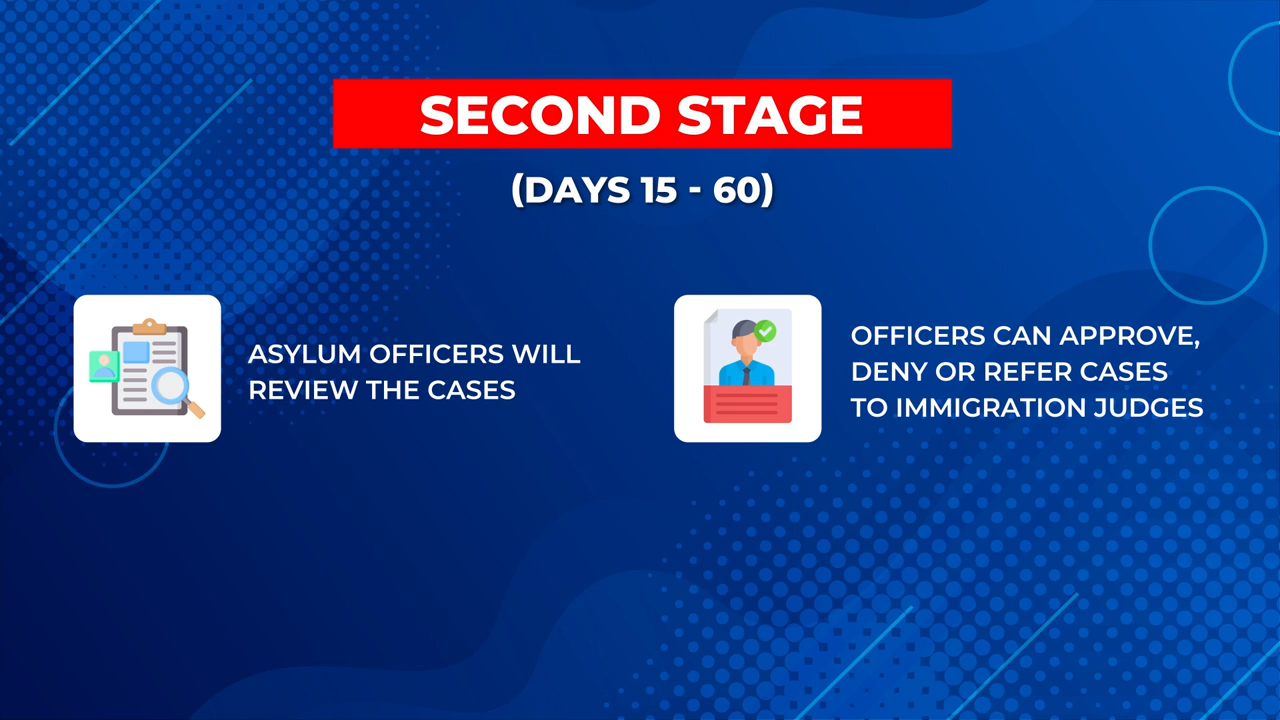 SECOND STAGE
(DAYS 15 - 60)
ASYLUM OFFICERS WILL
REVIEW THE CASES
OFFICERS CAN APPROVE,
DENY OR REFER CASES
TO IMMIGRATION JUDGES